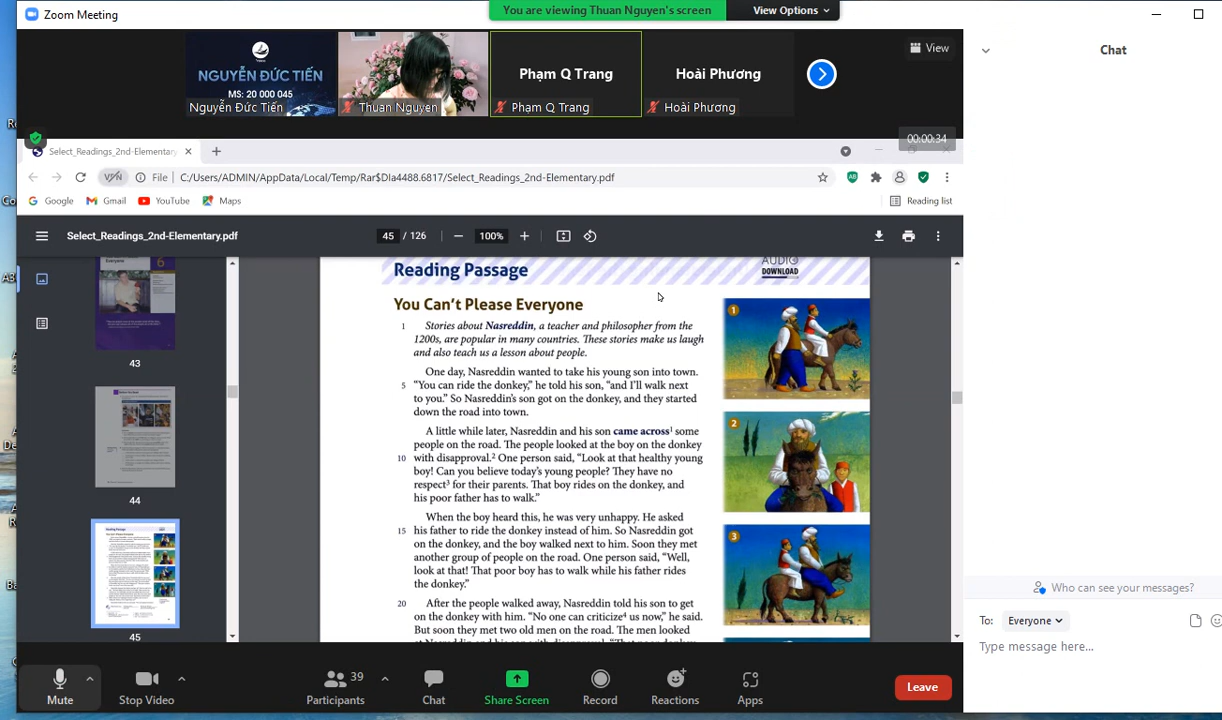 Zoom Meeting
You are viewing Thuan Nguyen's screen
View Options
NGUYỄN ĐỨC TIẾN
MS: 20 000 045
Nguyễn Đức Tiến
Thuan Nguyen
Phạm Q Trang
Phạm Q Trang
Hoài Phương
Hoài Phương
View
Chat
00:00:34
Select_Readings_2nd-Elementary
VPN
File
C:/Users/ADMIN/AppData/Local/Temp/Rar$DIa4488.6817/Select_Readings_2nd-Elementary.pdf
Google
Gmail
YouTube
Maps
Reading list
Select_Readings_2nd-Elementary.pdf
45 / 126
100%
6
43
44
45
Reading Passage
AUDIO
DOWNLOAD
You Can't Please Everyone
1 Stories about Nasreddin, a teacher and philosopher from the
1200s, are popular in many countries. These stories make us laugh
and also teach us a lesson about people.
One day, Nasreddin wanted to take his young son into town.
5 “You can ride the donkey,” he told his son, “and I'll walk next
to you.” So Nasreddin's son got on the donkey, and they started
down the road into town.
A little while later, Nasreddin and his son came across¹ some
people on the road. The people looked at the boy on the donkey
10 with disapproval.² One person said, “Look at that healthy young
boy! Can you believe today's young people? They have no
respect³ for their parents. That boy rides on the donkey, and
his poor father has to walk.”
When the boy heard this, he was very unhappy. He asked
15 his father to ride the donkey instead of him. So Nasreddin got
on the donkey, and the boy walked next to him. Soon they met
another group of people on the road. One person said, “Well,
look at that! That poor boy has to walk while his father rides
the donkey.”
20 After the people walked away, Nasreddin told his son to get
on the donkey with him. “No one can criticize⁴ us now,” he said.
But soon they met two old men on the road. The men looked
1
2
3
Who can see your messages?
To: Everyone
Type message here...
Mute
Stop Video
39
Participants
Chat
Share Screen
Record
Reactions
Apps
Leave